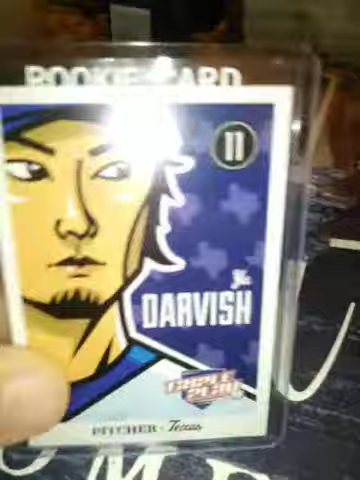 ROOKIE CARD
11
Yu
DARVISH
TRIPLE PLAY
PITCHER · Texas